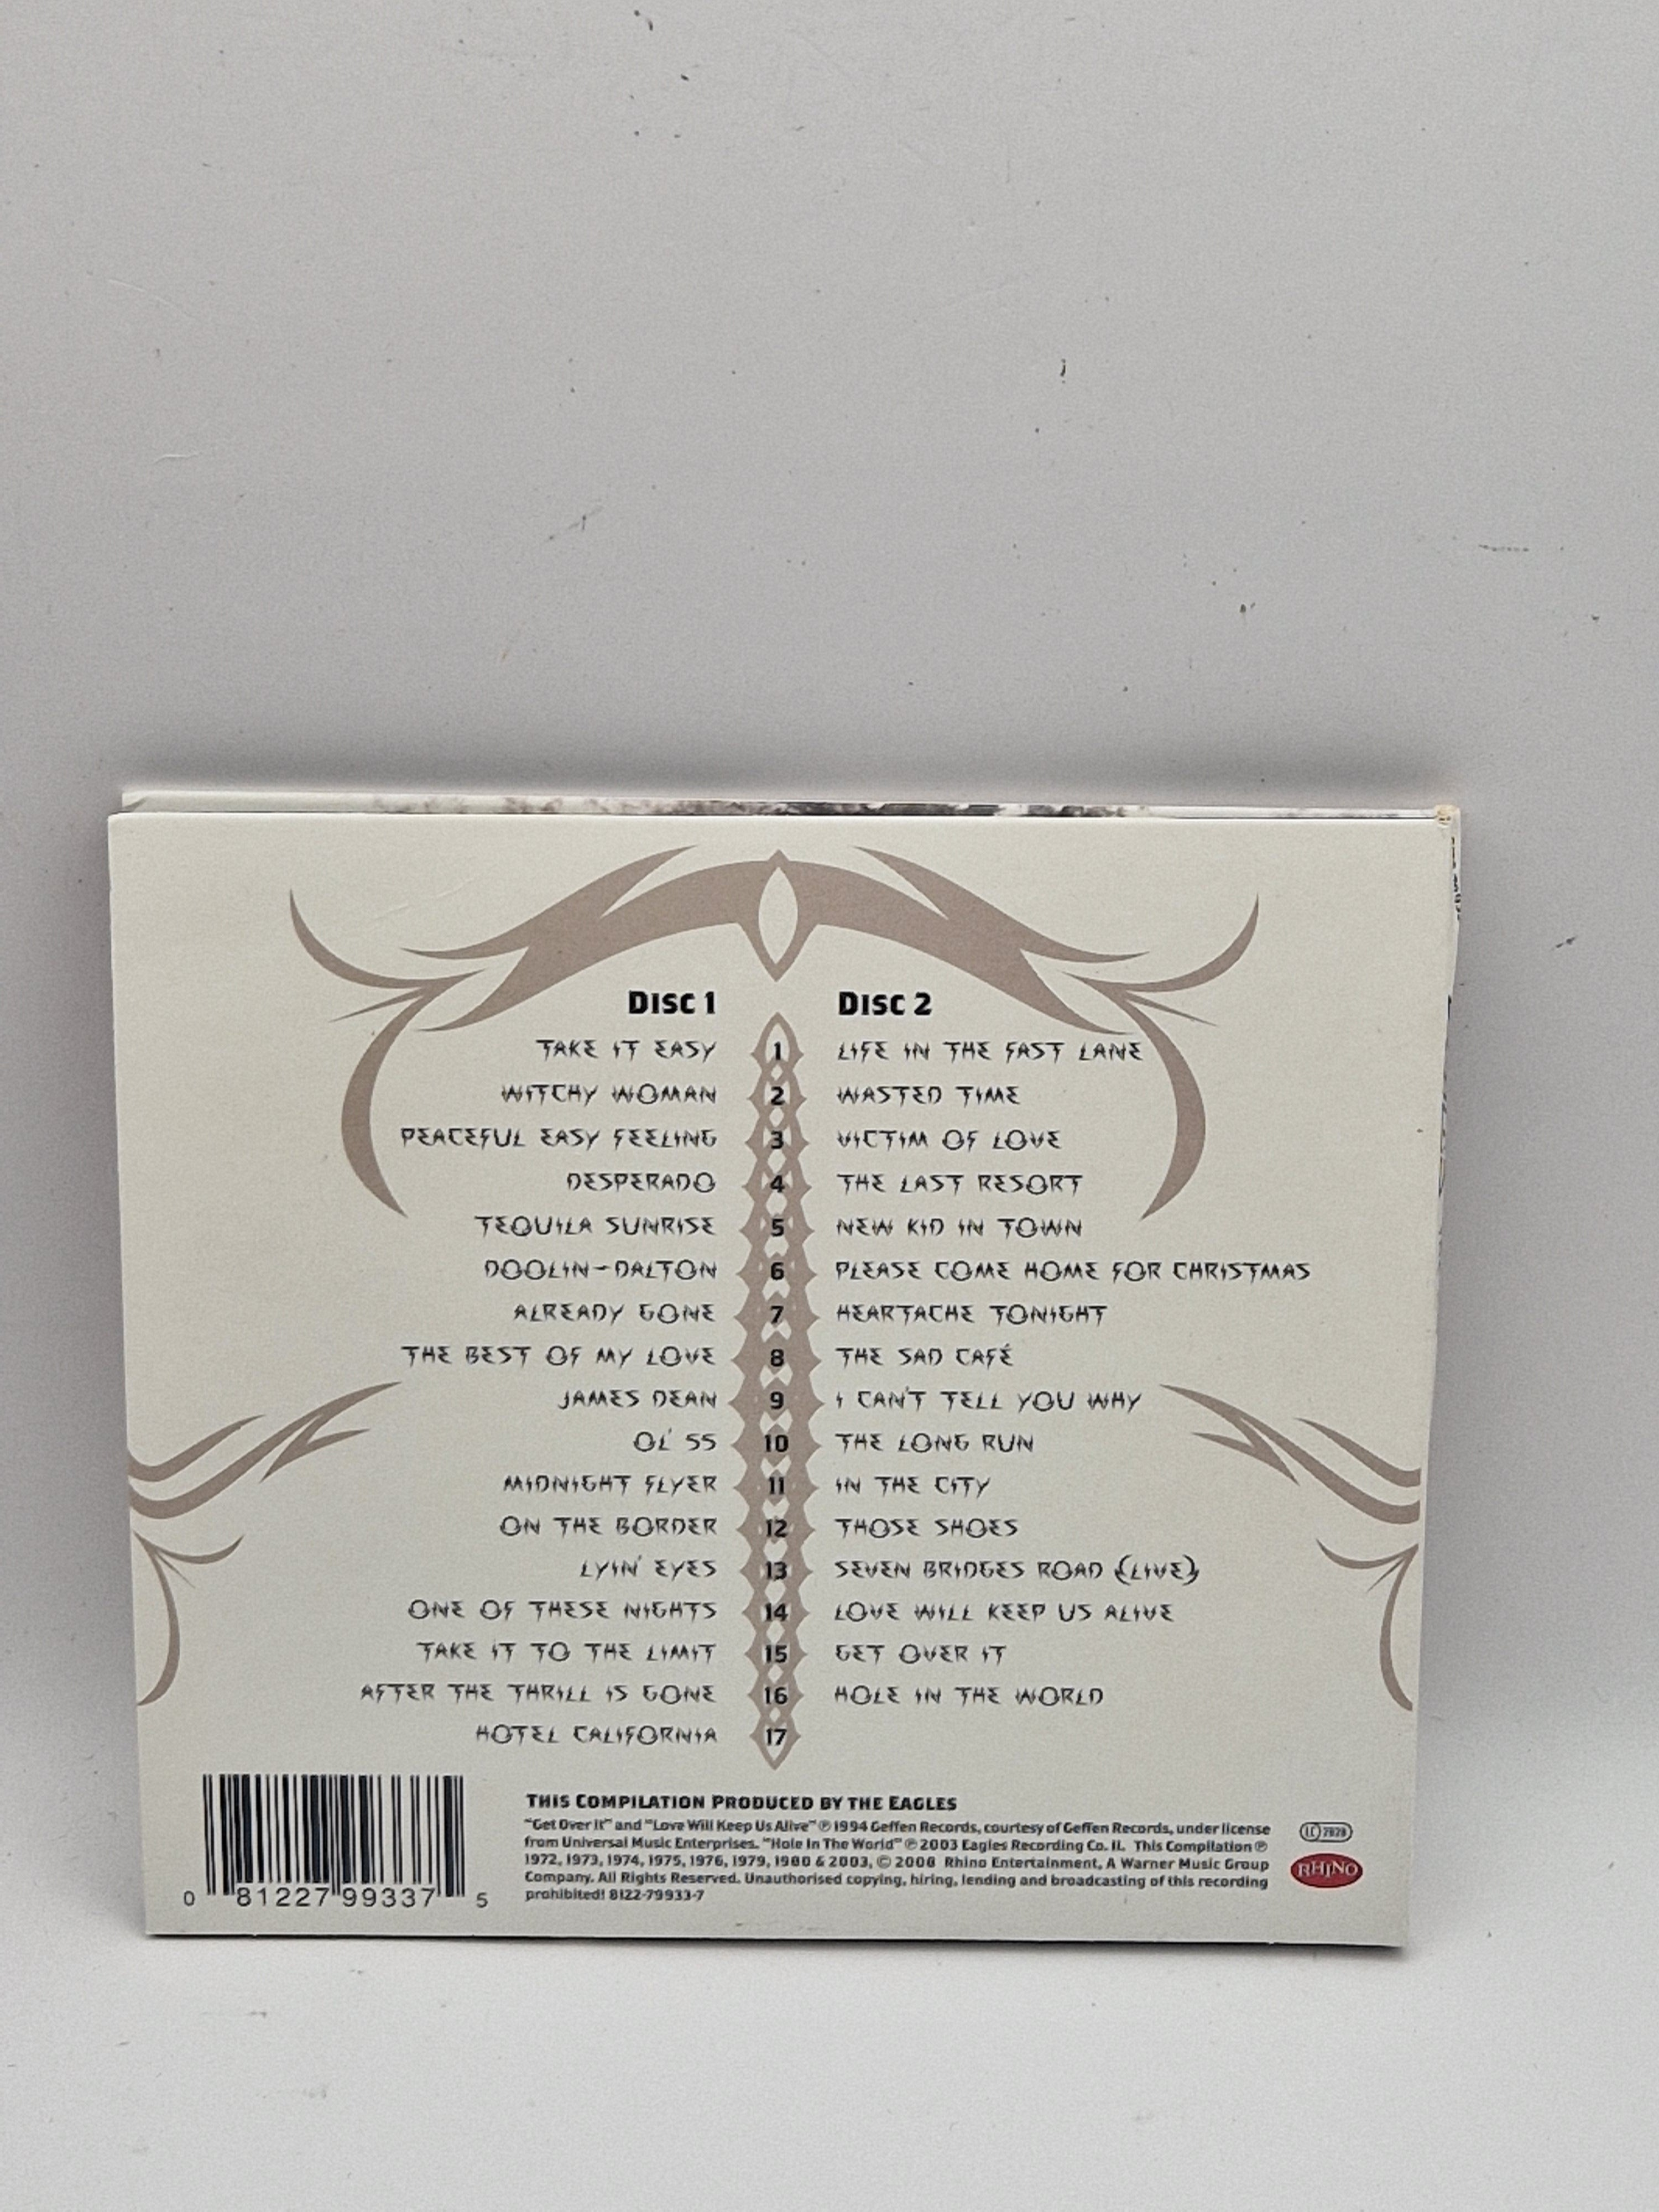 DISC 1
TAKE IT EASY
WITCHY WOMAN
PEACEFUL EASY FEELING
DESPERADO
TEQUILA SUNRISE
DOOLIN-DALTON
ALREADY GONE
THE BEST OF MY LOVE
JAMES DEAN
OL' 55
MIDNIGHT FLYER
ON THE BORDER
LYIN' EYES
ONE OF THESE NIGHTS
TAKE IT TO THE LIMIT
AFTER THE THRILL IS GONE
HOTEL CALIFORNIA
1
2
3
4
5
6
7
8
9
10
11
12
13
14
15
16
17
DISC 2
LIFE IN THE FAST LANE
WASTED TIME
VICTIM OF LOVE
THE LAST RESORT
NEW KID IN TOWN
PLEASE COME HOME FOR CHRISTMAS
HEARTACHE TONIGHT
THE SAD CAFÉ
I CAN'T TELL YOU WHY
THE LONG RUN
IN THE CITY
THOSE SHOES
SEVEN BRIDGES ROAD (LIVE)
LOVE WILL KEEP US ALIVE
GET OVER IT
HOLE IN THE WORLD
THIS COMPILATION PRODUCED BY THE EAGLES
"Get Over It" and "Love Will Keep Us Alive" ℗ 1994 Geffen Records, courtesy of Geffen Records, under license
from Universal Music Enterprises. "Hole In The World" ℗ 2003 Eagles Recording Co. II. This Compilation ℗
1972, 1973, 1974, 1975, 1976, 1979, 1980 & 2003, © 2008 Rhino Entertainment, A Warner Music Group
Company. All Rights Reserved. Unauthorised copying, hiring, lending and broadcasting of this recording
prohibited! 8122-79933-7
0 81227 99337 5
LC 7828
RHINO